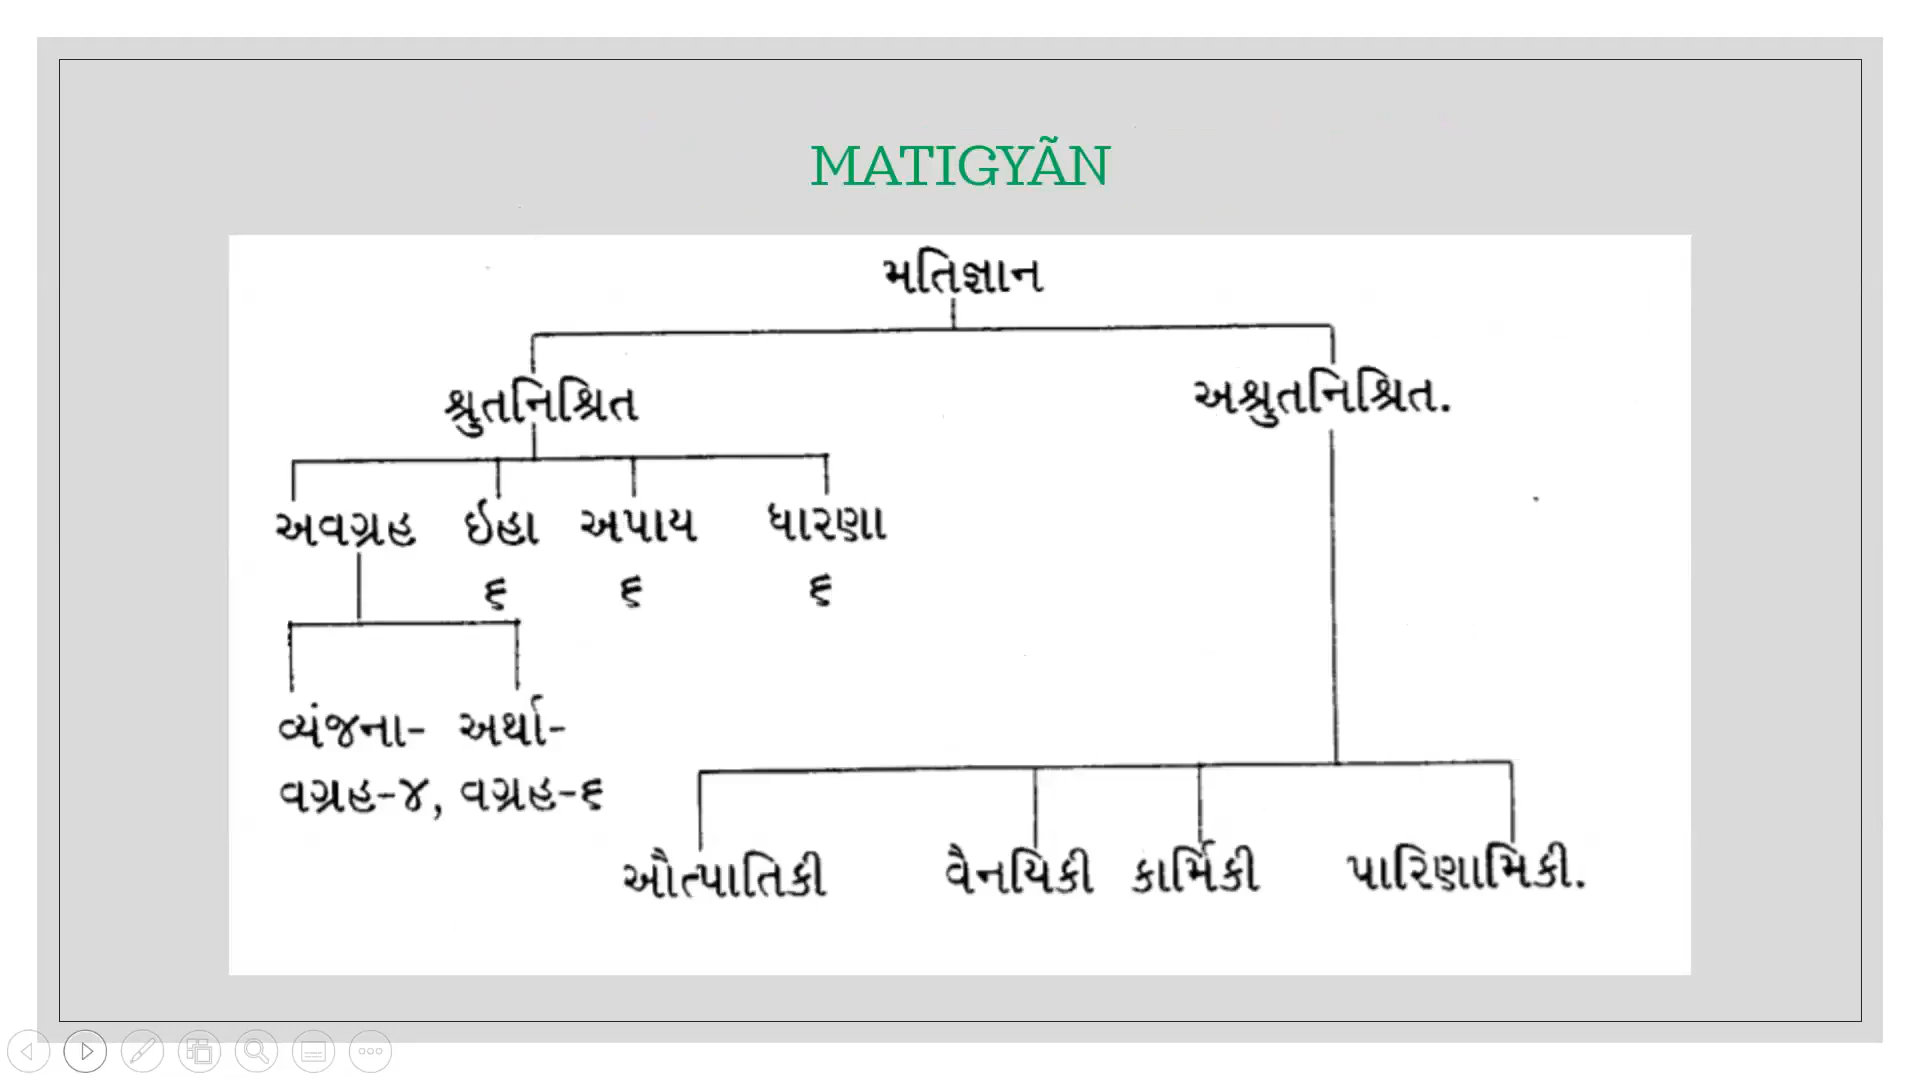 MATIGYÃN
મતિજ્ઞાન
શ્રુતનિશ્રિત
અશ્રુતનિશ્રિત.
અવગ્રહ ઇહા અપાય ધારણા
૬ ૬ ૬
વ્યંજના- અર્થા-
વગ્રહ-૪, વગ્રહ-૬
ઔત્પાતિકી વૈનયિકી કાર્મિકી પારિણામિકી.